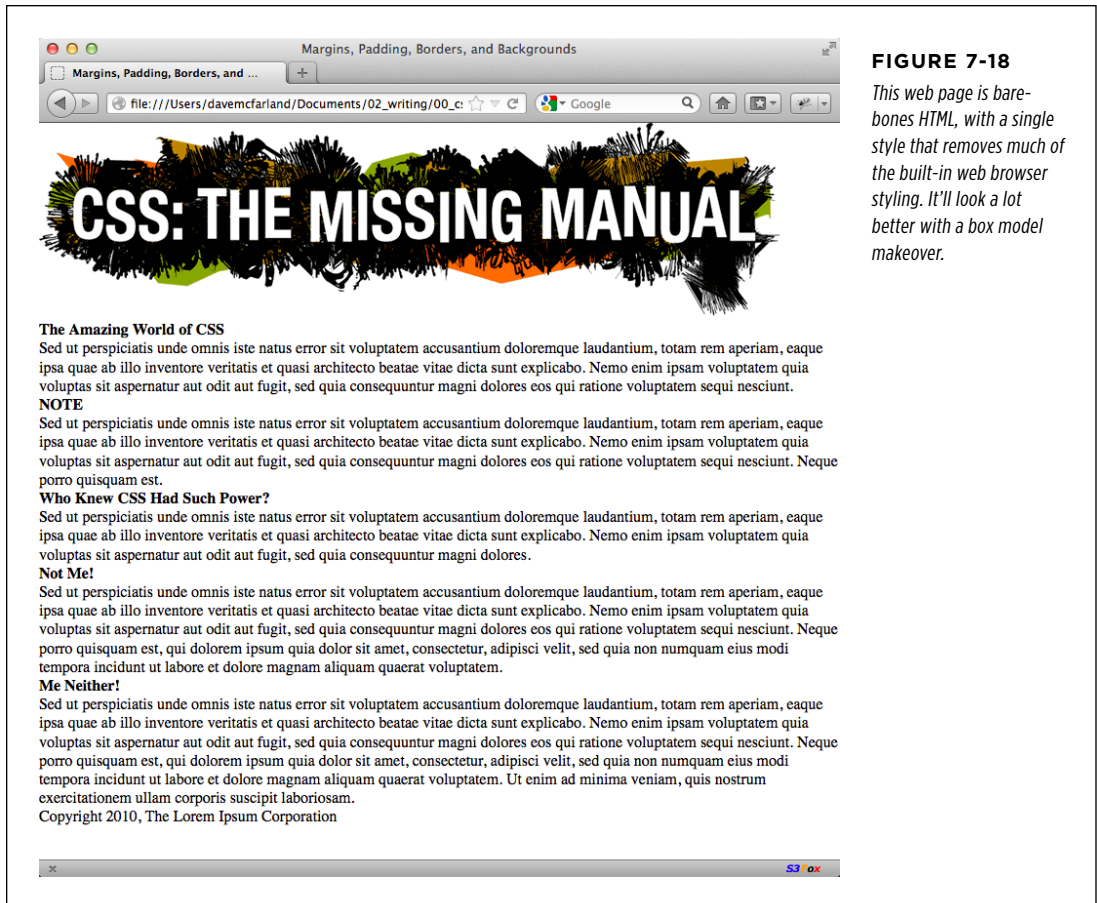 Margins, Padding, Borders, and Backgrounds
Margins, Padding, Borders, and ...
file:///Users/davemcfarland/Documents/02_writing/00_c
Google
CSS: THE MISSING MANUAL
The Amazing World of CSS
Sed ut perspiciatis unde omnis iste natus error sit voluptatem accusantium doloremque laudantium, totam rem aperiam, eaque
ipsa quae ab illo inventore veritatis et quasi architecto beatae vitae dicta sunt explicabo. Nemo enim ipsam voluptatem quia
voluptas sit aspernatur aut odit aut fugit, sed quia consequuntur magni dolores eos qui ratione voluptatem sequi nesciunt.
NOTE
Sed ut perspiciatis unde omnis iste natus error sit voluptatem accusantium doloremque laudantium, totam rem aperiam, eaque
ipsa quae ab illo inventore veritatis et quasi architecto beatae vitae dicta sunt explicabo. Nemo enim ipsam voluptatem quia
voluptas sit aspernatur aut odit aut fugit, sed quia consequuntur magni dolores eos qui ratione voluptatem sequi nesciunt. Neque
porro quisquam est.
Who Knew CSS Had Such Power?
Sed ut perspiciatis unde omnis iste natus error sit voluptatem accusantium doloremque laudantium, totam rem aperiam, eaque
ipsa quae ab illo inventore veritatis et quasi architecto beatae vitae dicta sunt explicabo. Nemo enim ipsam voluptatem quia
voluptas sit aspernatur aut odit aut fugit, sed quia consequuntur magni dolores.
Not Me!
Sed ut perspiciatis unde omnis iste natus error sit voluptatem accusantium doloremque laudantium, totam rem aperiam, eaque
ipsa quae ab illo inventore veritatis et quasi architecto beatae vitae dicta sunt explicabo. Nemo enim ipsam voluptatem quia
voluptas sit aspernatur aut odit aut fugit, sed quia consequuntur magni dolores eos qui ratione voluptatem sequi nesciunt. Neque
porro quisquam est, qui dolorem ipsum quia dolor sit amet, consectetur, adipisci velit, sed quia non numquam eius modi
tempora incidunt ut labore et dolore magnam aliquam quaerat voluptatem.
Me Neither!
Sed ut perspiciatis unde omnis iste natus error sit voluptatem accusantium doloremque laudantium, totam rem aperiam, eaque
ipsa quae ab illo inventore veritatis et quasi architecto beatae vitae dicta sunt explicabo. Nemo enim ipsam voluptatem quia
voluptas sit aspernatur aut odit aut fugit, sed quia consequuntur magni dolores eos qui ratione voluptatem sequi nesciunt. Neque
porro quisquam est, qui dolorem ipsum quia dolor sit amet, consectetur, adipisci velit, sed quia non numquam eius modi
tempora incidunt ut labore et dolore magnam aliquam quaerat voluptatem. Ut enim ad minima veniam, quis nostrum
exercitationem ullam corporis suscipit laboriosam.
Copyright 2010, The Lorem Ipsum Corporation
S3Fox
FIGURE 7-18
This web page is bare-
bones HTML, with a single
style that removes much of
the built-in web browser
styling. It'll look a lot
better with a box model
makeover.